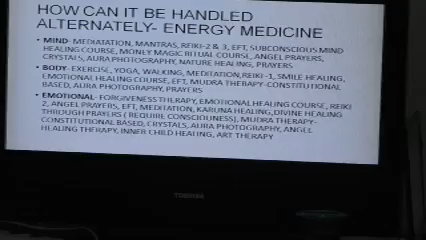 HOW CAN IT BE HANDLED
ALTERNATELY- ENERGY MEDICINE
• MIND- MEDIATATION, MANTRAS, REIKI-2 & 3, EFT, SUBCONSCIOUS MIND
HEALING COURSE, MONEY MAGIC RITUAL COURSE, ANGEL PRAYERS,
CRYSTALS, AURA PHOTOGRAPHY, NATURE HEALING, PRAYERS
• BODY- EXERCISE, YOGA, WALKING, MEDITATION,REIKI -1, SMILE HEALING,
EMOTIONAL HEALING COURSE, EFT, MUDRA THERAPY-CONSTITUTIONAL
BASED, AURA PHOTOGRAPHY, PRAYERS
• EMOTIONAL- FORGIVENESS THERAPY, EMOTIONAL HEALING COURSE, REIKI
2, ANGEL PRAYERS, EFT, MEDITATION, KARUNA HEALING,DIVINE HEALING
THROUGH PRAYERS ( REQUIRE CONSCIOUSNESS), MUDRA THERAPY-
CONSTITUTIONAL BASED, CRYSTALS, AURA PHOTOGRAPHY, ANGEL
HEALING THERAPY, INNER CHILD HEALING, ART THERAPY
TOSHIBA